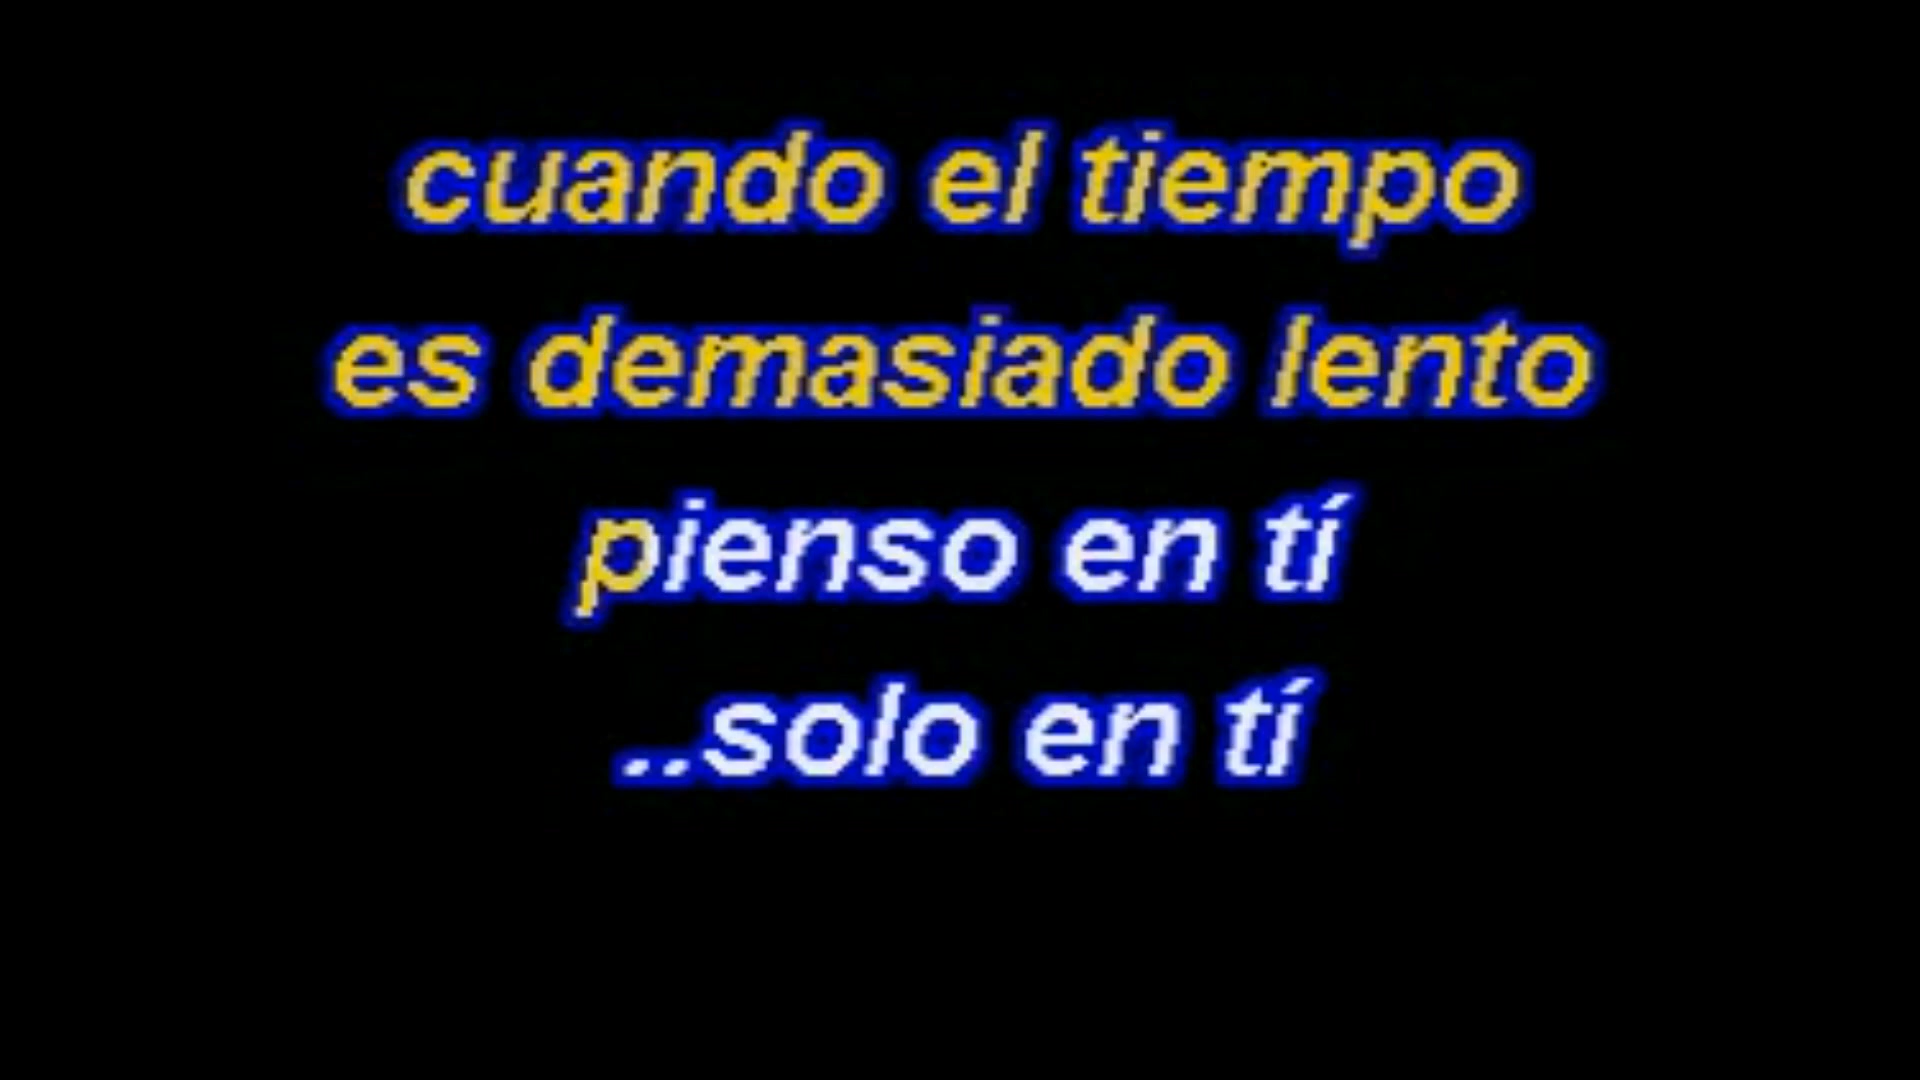 cuando el tiempo
es demasiado lento
pienso en tí
..solo en tí